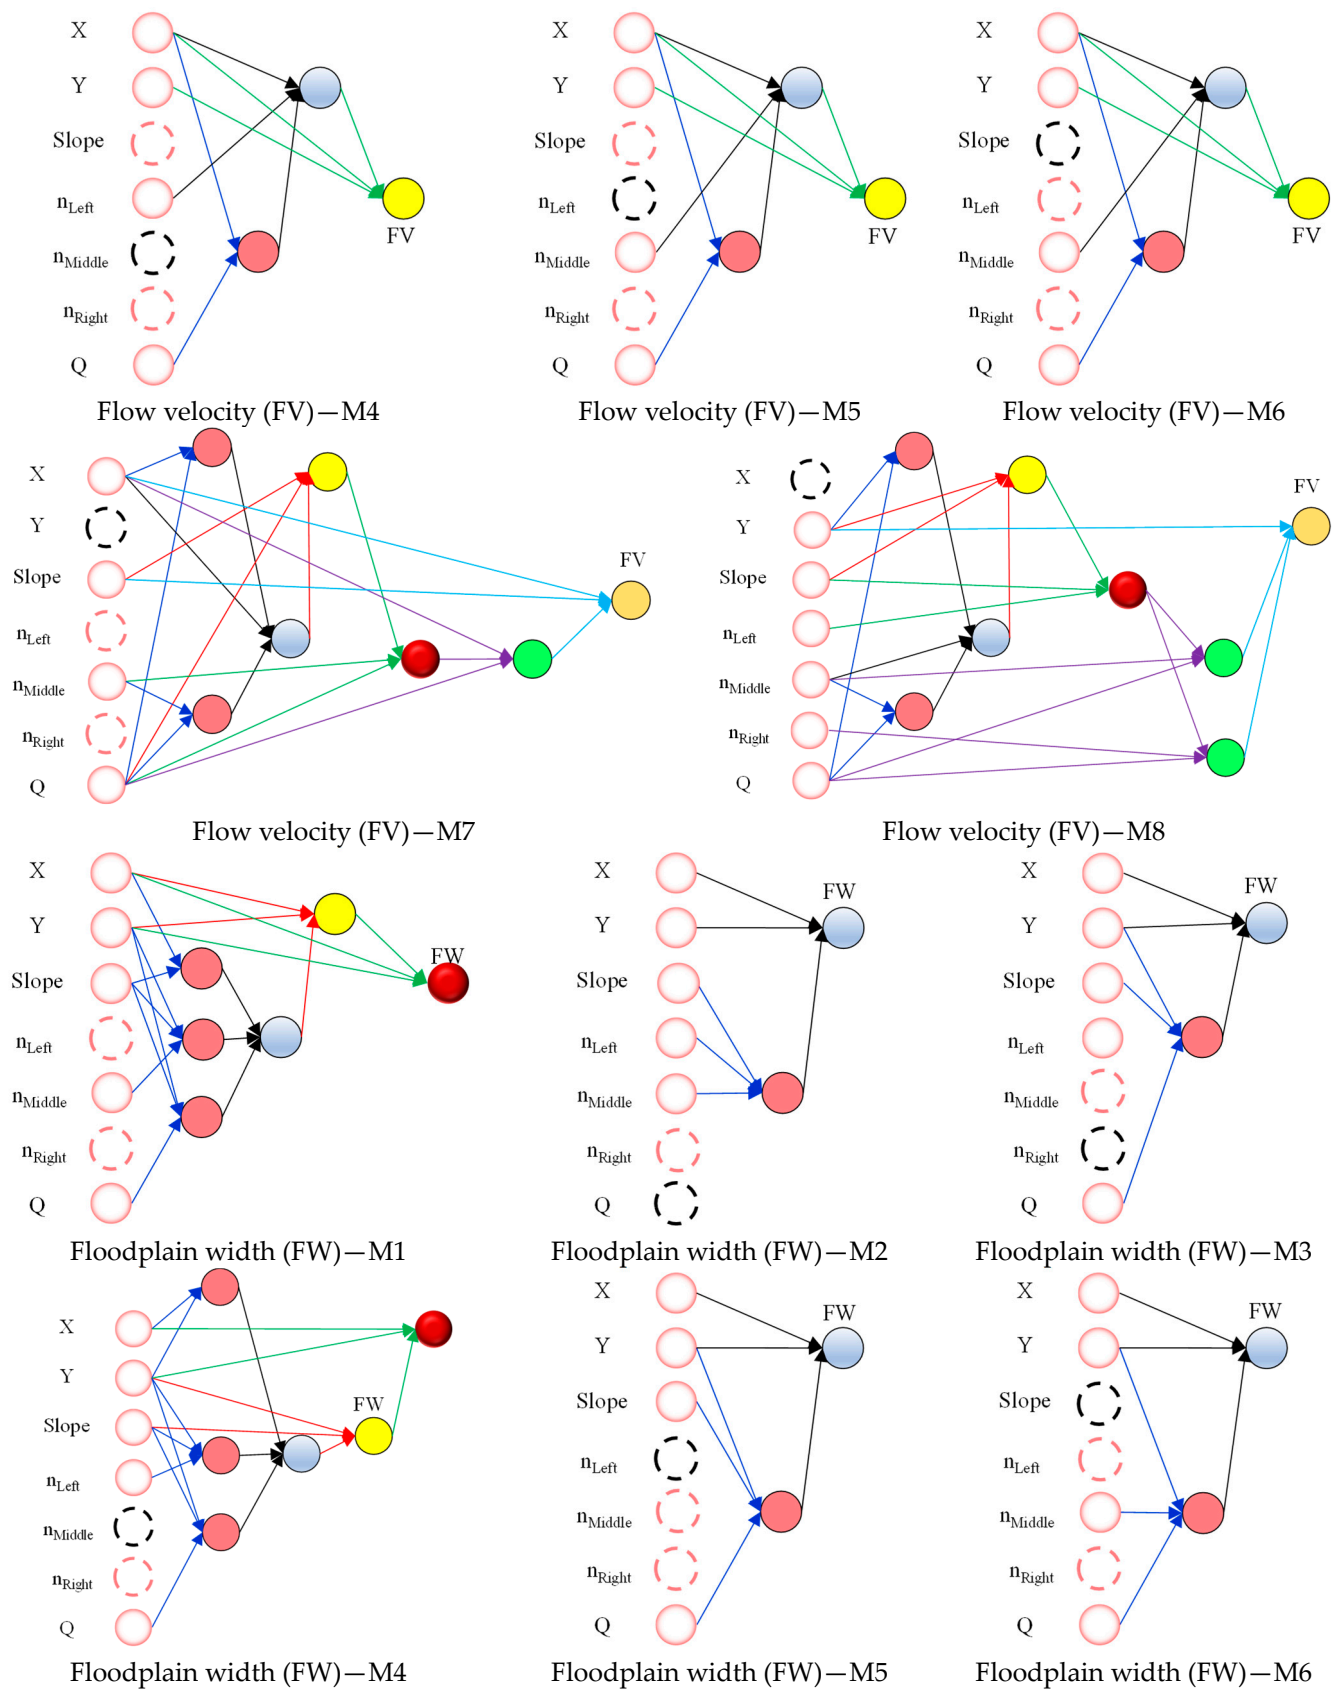 X
Y
Slope
nLeft
nMiddle
nRight
Q
FV
Flow velocity (FV)—M4
X
Y
Slope
nLeft
nMiddle
nRight
Q
FV
Flow velocity (FV)—M5
X
Y
Slope
nLeft
nMiddle
nRight
Q
FV
Flow velocity (FV)—M6
X
Y
Slope
nLeft
nMiddle
nRight
Q
FV
Flow velocity (FV)—M7
X
Y
Slope
nLeft
nMiddle
nRight
Q
FV
Flow velocity (FV)—M8
X
Y
Slope
nLeft
nMiddle
nRight
Q
FW
Floodplain width (FW)—M1
X
Y
Slope
nLeft
nMiddle
nRight
Q
FW
Floodplain width (FW)—M2
X
Y
Slope
nLeft
nMiddle
nRight
Q
FW
Floodplain width (FW)—M3
X
Y
Slope
nLeft
nMiddle
nRight
Q
FW
Floodplain width (FW)—M4
X
Y
Slope
nLeft
nMiddle
nRight
Q
FW
Floodplain width (FW)—M5
X
Y
Slope
nLeft
nMiddle
nRight
Q
FW
Floodplain width (FW)—M6